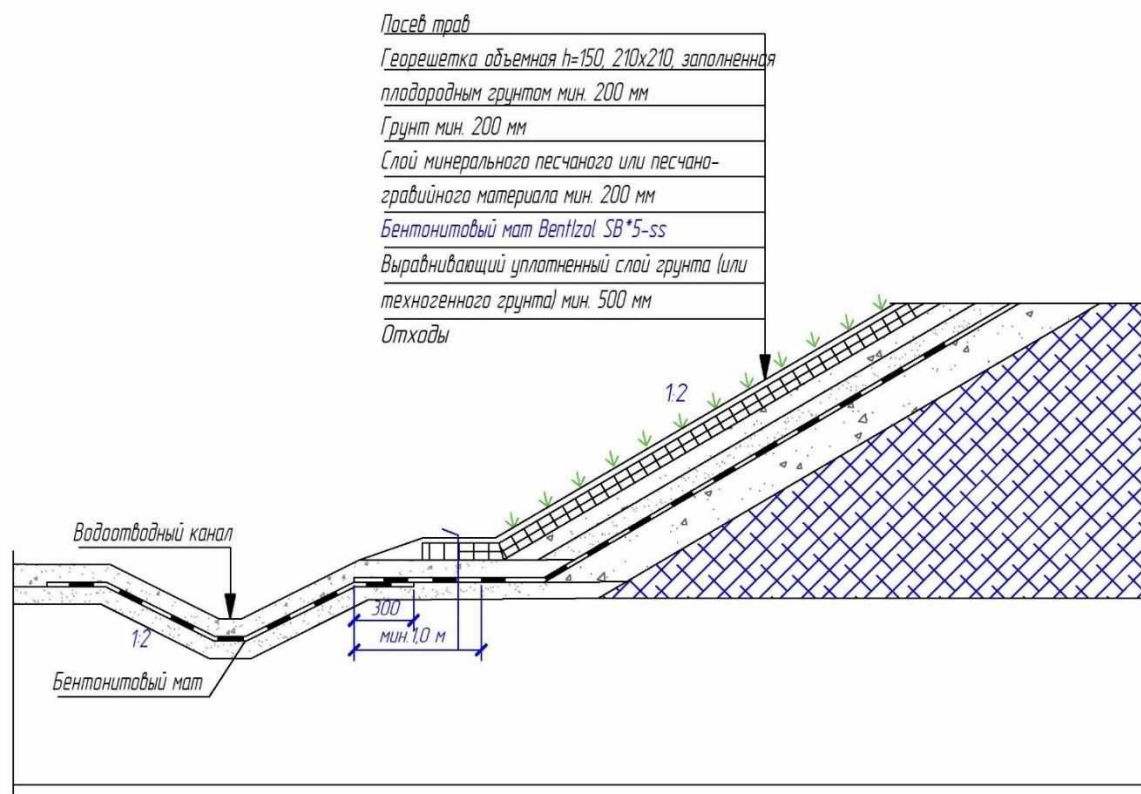 Посев трав
Георешетка объемная h=150, 210х210, заполненная
плодородным грунтом мин. 200 мм
Грунт мин. 200 мм
Слой минерального песчаного или песчано-
гравийного материала мин. 200 мм
Бентонитовый мат BentIzol SB*5-ss
Выравнивающий уплотненный слой грунта (или
техногенного грунта) мин. 500 мм
Отходы
1:2
Водоотводный канал
300
мин. 1,0 м
1:2
Бентонитовый мат